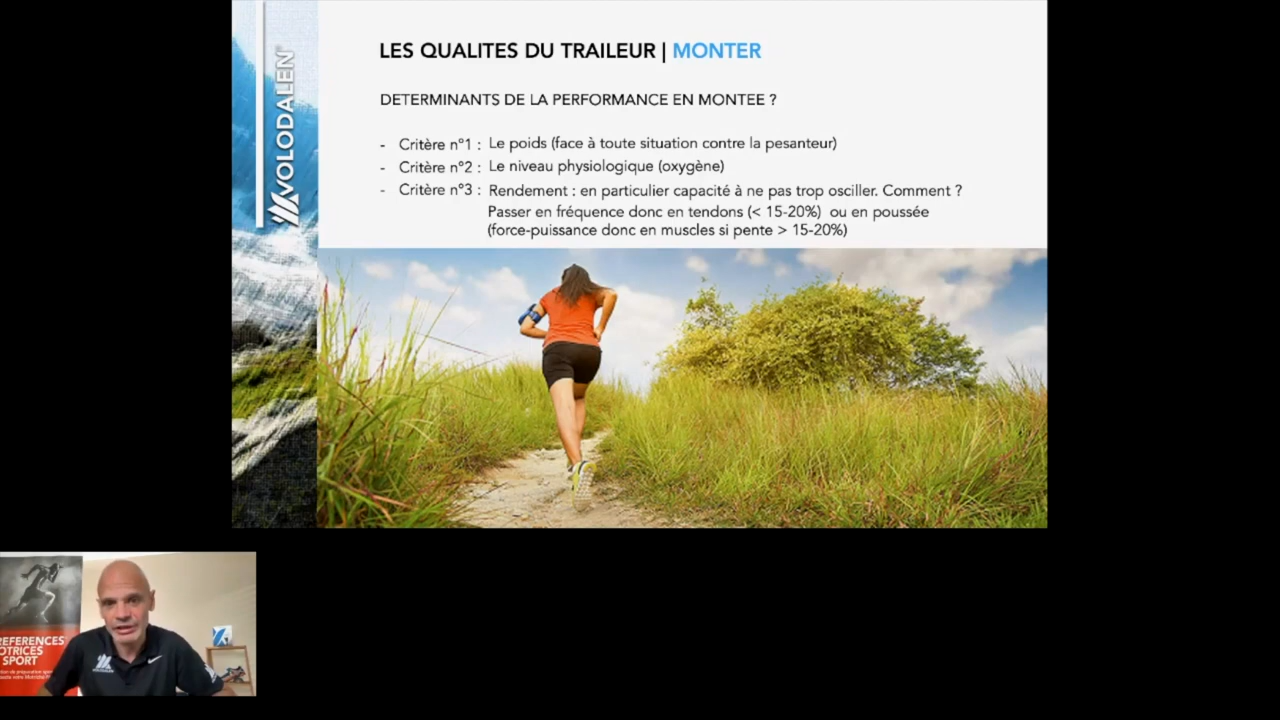 VOLODALEN
LES QUALITES DU TRAILEUR | MONTER
DETERMINANTS DE LA PERFORMANCE EN MONTEE ?
- Critère n°1 : Le poids (face à toute situation contre la pesanteur)
- Critère n°2 : Le niveau physiologique (oxygène)
- Critère n°3 : Rendement : en particulier capacité à ne pas trop osciller. Comment ?
Passer en fréquence donc en tendons (< 15-20%) ou en poussée
(force-puissance donc en muscles si pente > 15-20%)
EFERENCES
OTRICES
SPORT
VOLODALEN